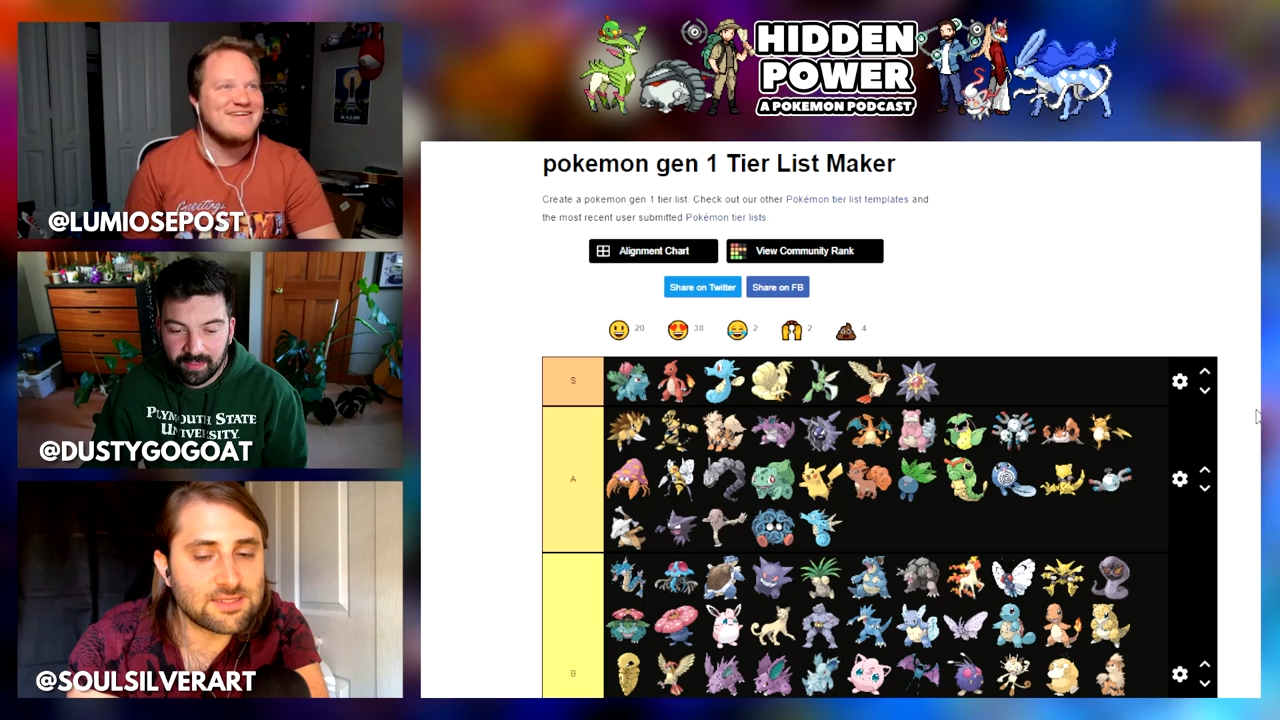 HIDDEN
POWER
A POKEMON PODCAST
@LUMIOSEPOST
PLYMOUTH STATE
UNIVERSITY.
@DUSTYGOGOAT
@SOULSILVERART
pokemon gen 1 Tier List Maker
Create a pokemon gen 1 tier list. Check out our other Pokémon tier list templates and
the most recent user submitted Pokémon tier lists.
Alignment Chart
View Community Rank
Share on Twitter
Share on FB
20
38
2
2
4
S
A
B